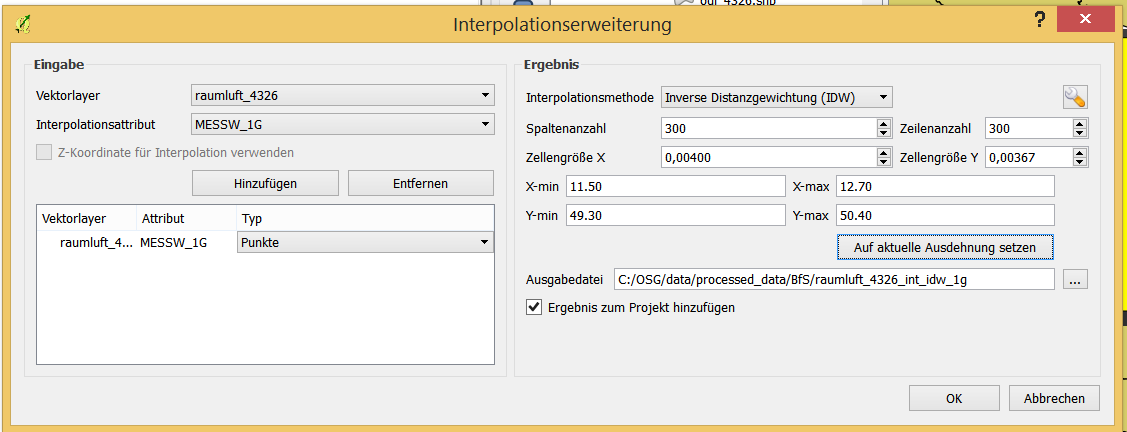 our 4326.shp
Interpolationserweiterung
?
Eingabe
Vektorlayer raumluft_4326
Interpolationsattribut MESSW_1G
Z-Koordinate für Interpolation verwenden
Hinzufügen Entfernen
Vektorlayer Attribut Typ
raumluft_4... MESSW_1G Punkte
Ergebnis
Interpolationsmethode Inverse Distanzgewichtung (IDW)
Spaltenanzahl 300 Zeilenanzahl 300
Zellengröße X 0,00400 Zellengröße Y 0,00367
X-min 11.50 X-max 12.70
Y-min 49.30 Y-max 50.40
Auf aktuelle Ausdehnung setzen
Ausgabedatei C:/OSG/data/processed_data/BfS/raumluft_4326_int_idw_1g ...
Ergebnis zum Projekt hinzufügen
OK Abbrechen